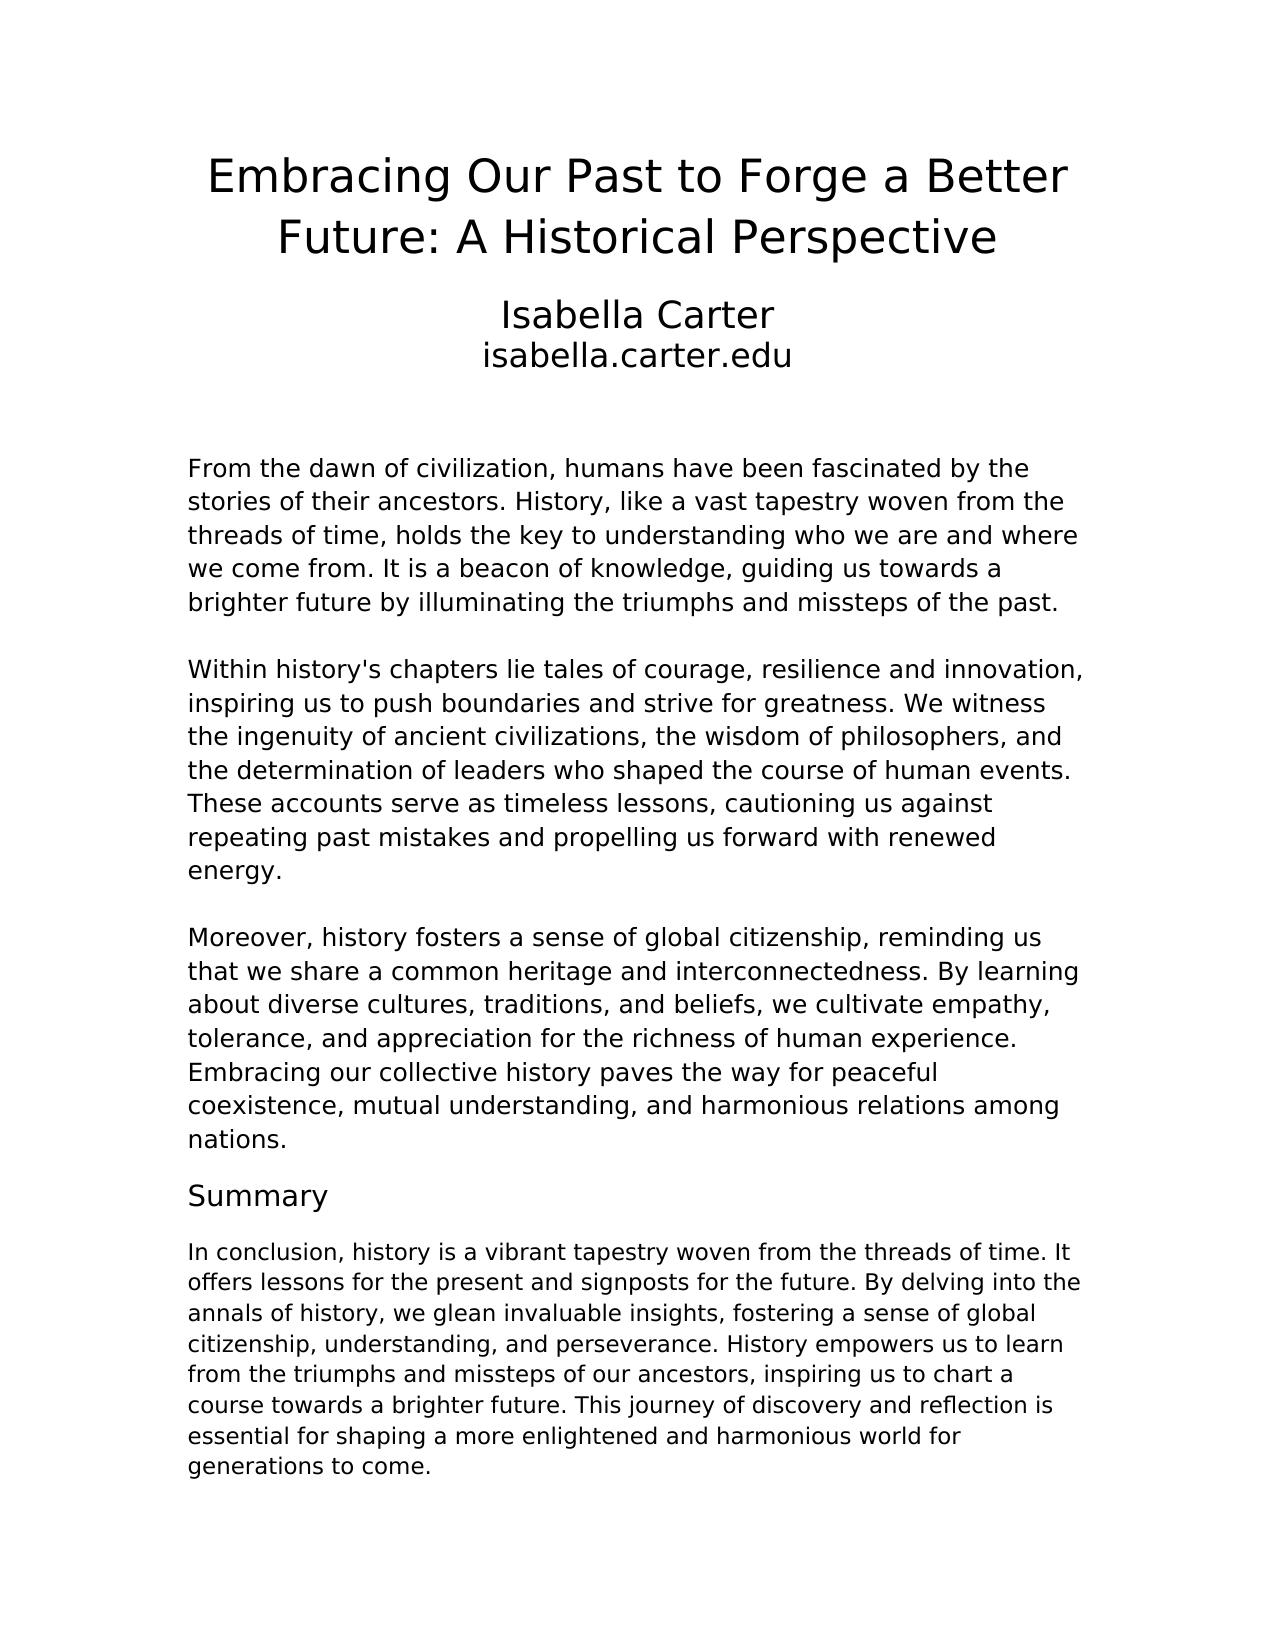 Embracing Our Past to Forge a Better
Future: A Historical Perspective
Isabella Carter
isabella.carter.edu
From the dawn of civilization, humans have been fascinated by the
stories of their ancestors. History, like a vast tapestry woven from the
threads of time, holds the key to understanding who we are and where
we come from. It is a beacon of knowledge, guiding us towards a
brighter future by illuminating the triumphs and missteps of the past.
Within history's chapters lie tales of courage, resilience and innovation,
inspiring us to push boundaries and strive for greatness. We witness
the ingenuity of ancient civilizations, the wisdom of philosophers, and
the determination of leaders who shaped the course of human events.
These accounts serve as timeless lessons, cautioning us against
repeating past mistakes and propelling us forward with renewed
energy.
Moreover, history fosters a sense of global citizenship, reminding us
that we share a common heritage and interconnectedness. By learning
about diverse cultures, traditions, and beliefs, we cultivate empathy,
tolerance, and appreciation for the richness of human experience.
Embracing our collective history paves the way for peaceful
coexistence, mutual understanding, and harmonious relations among
nations.
Summary
In conclusion, history is a vibrant tapestry woven from the threads of time. It
offers lessons for the present and signposts for the future. By delving into the
annals of history, we glean invaluable insights, fostering a sense of global
citizenship, understanding, and perseverance. History empowers us to learn
from the triumphs and missteps of our ancestors, inspiring us to chart a
course towards a brighter future. This journey of discovery and reflection is
essential for shaping a more enlightened and harmonious world for
generations to come.